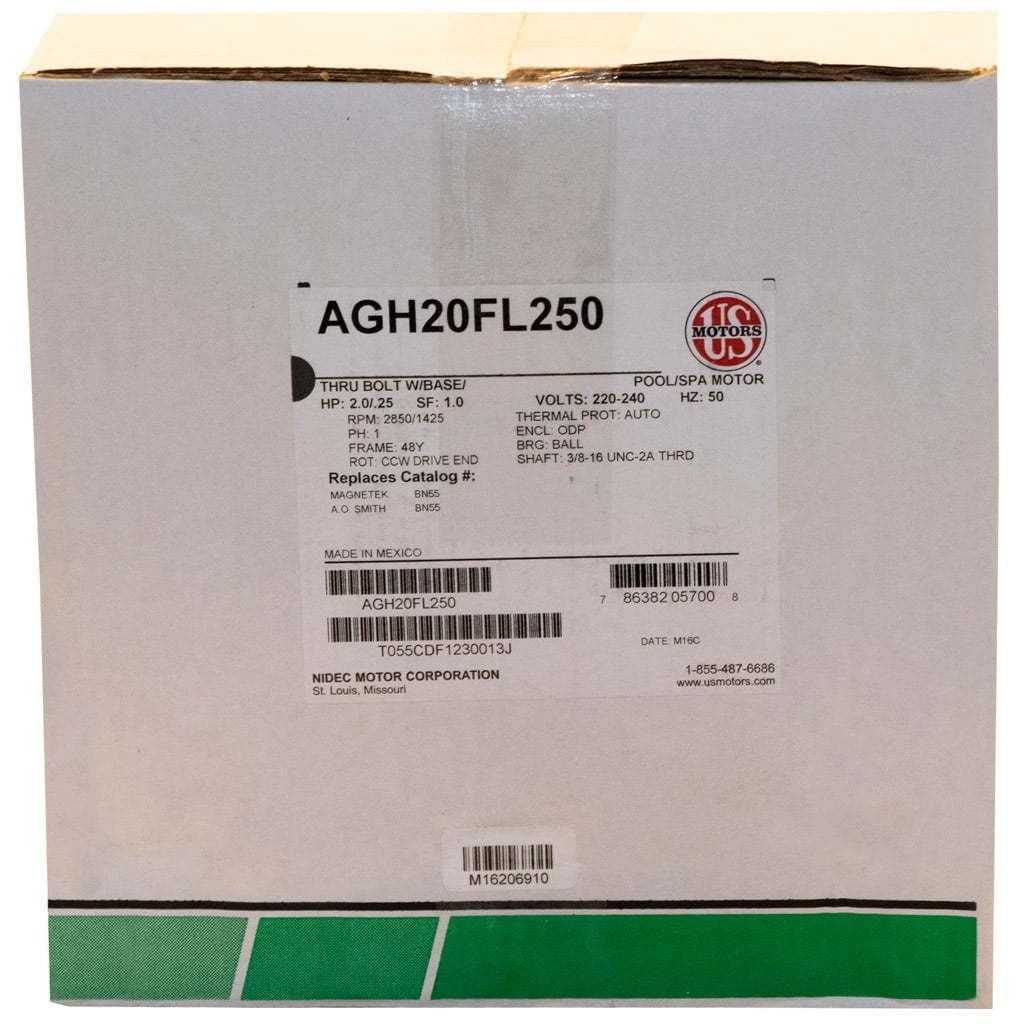 AGH20FL250
US
MOTORS
®
THRU BOLT W/BASE/ POOL/SPA MOTOR
HP: 2.0/.25 SF: 1.0 VOLTS: 220-240 HZ: 50
RPM: 2850/1425 THERMAL PROT: AUTO
PH: 1 ENCL: ODP
FRAME: 48Y BRG: BALL
ROT: CCW DRIVE END SHAFT: 3/8-16 UNC-2A THRD
Replaces Catalog #:
MAGNETEK BN55
A.O. SMITH BN55
MADE IN MEXICO
AGH20FL250 7 86382 05700 8
T055CDF1230013J DATE: M16C
NIDEC MOTOR CORPORATION 1-855-487-6686
St. Louis, Missouri www.usmotors.com
M16206910